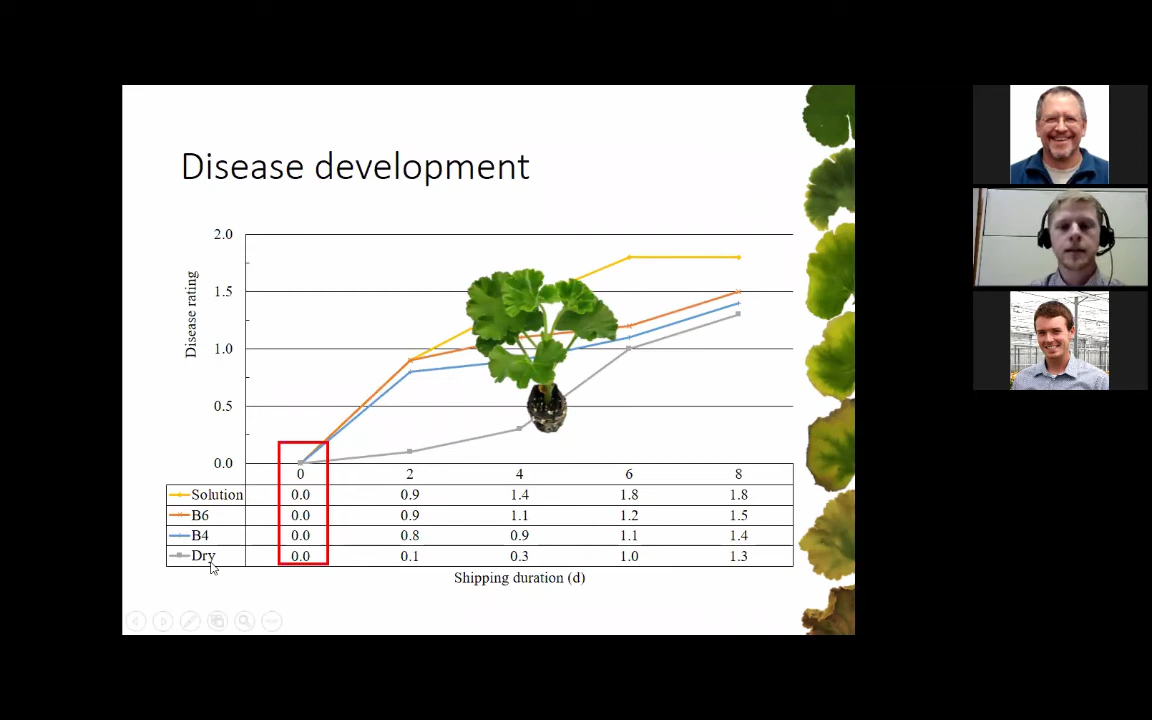 Disease development
2.0
1.5
1.0
0.5
0.0
Disease rating
0 2 4 6 8
Solution 0.0 0.9 1.4 1.8 1.8
B6 0.0 0.9 1.1 1.2 1.5
B4 0.0 0.8 0.9 1.1 1.4
Dry 0.0 0.1 0.3 1.0 1.3
Shipping duration (d)